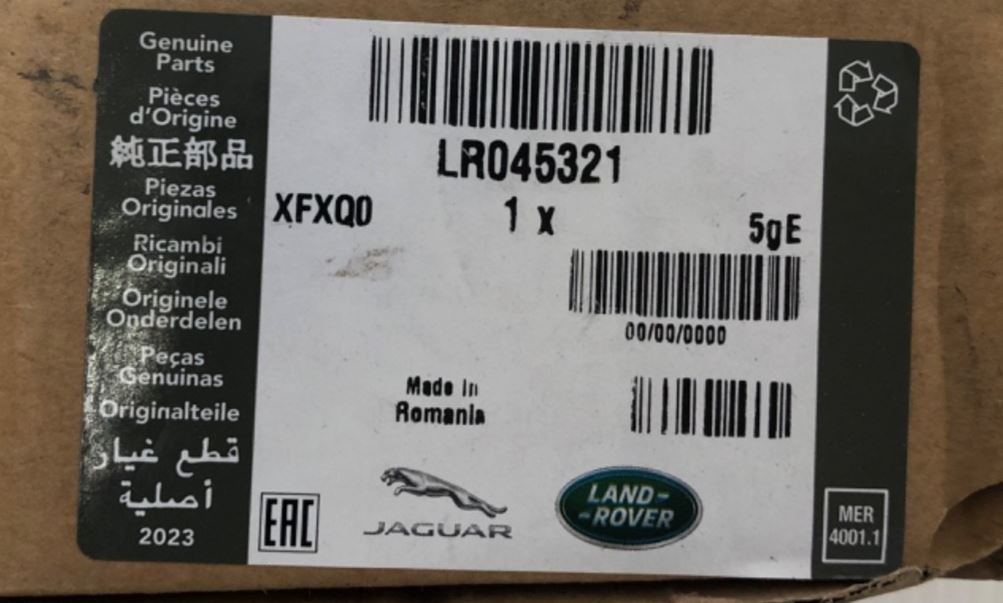 Genuine
Parts
Pièces
d'Origine
純正部品
Piezas
Originales
Ricambi
Originali
Originele
Onderdelen
Peças
Genuinas
Originalteile
قطع غيار
أصلية
2023
LR045321
XFXQ0 1 x 5gE
00/00/0000
Made in
Romania
EAC
JAGUAR
LAND-
-ROVER
MER
4001.1